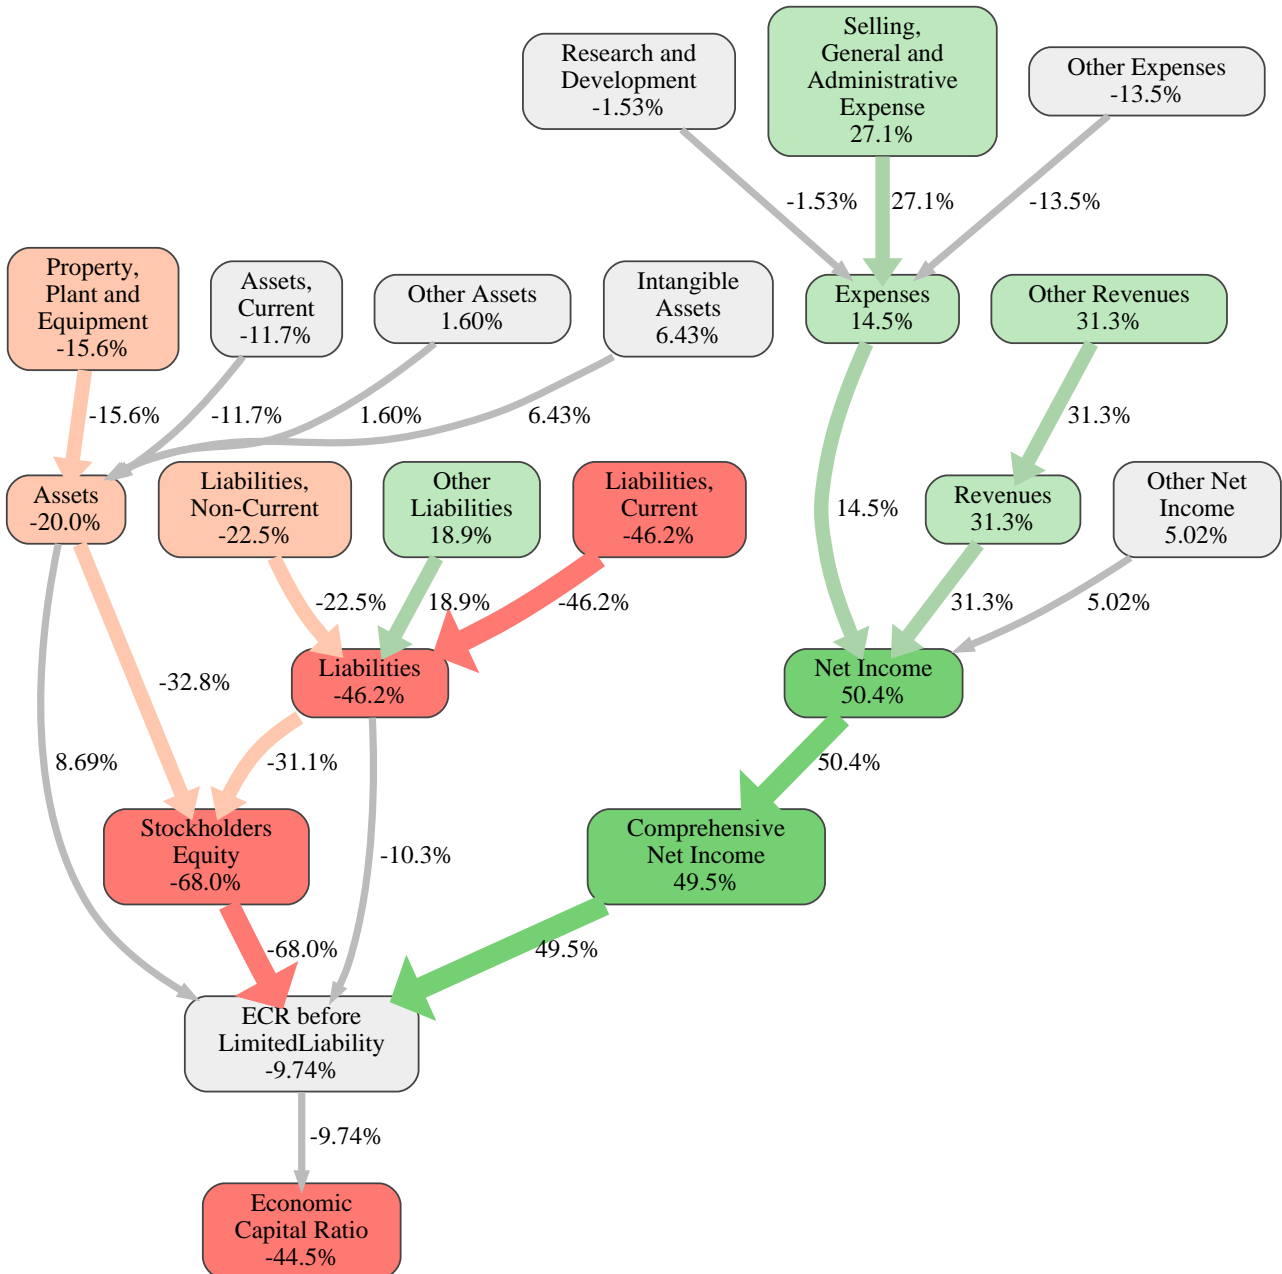 Research and
Development
-1.53%
Selling,
General and
Administrative
Expense
27.1%
Other Expenses
-13.5%
-1.53%
27.1%
-13.5%
Property,
Plant and
Equipment
-15.6%
Assets,
Current
-11.7%
Other Assets
1.60%
Intangible
Assets
6.43%
Expenses
14.5%
Other Revenues
31.3%
-15.6%
-11.7%
1.60%
6.43%
31.3%
Assets
-20.0%
Liabilities,
Non-Current
-22.5%
Other
Liabilities
18.9%
Liabilities,
Current
-46.2%
14.5%
Revenues
31.3%
Other Net
Income
5.02%
-22.5%
18.9%
-46.2%
31.3%
5.02%
-32.8%
Liabilities
-46.2%
Net Income
50.4%
8.69%
-31.1%
50.4%
Stockholders
Equity
-68.0%
-10.3%
Comprehensive
Net Income
49.5%
-68.0%
49.5%
ECR before
LimitedLiability
-9.74%
-9.74%
Economic
Capital Ratio
-44.5%